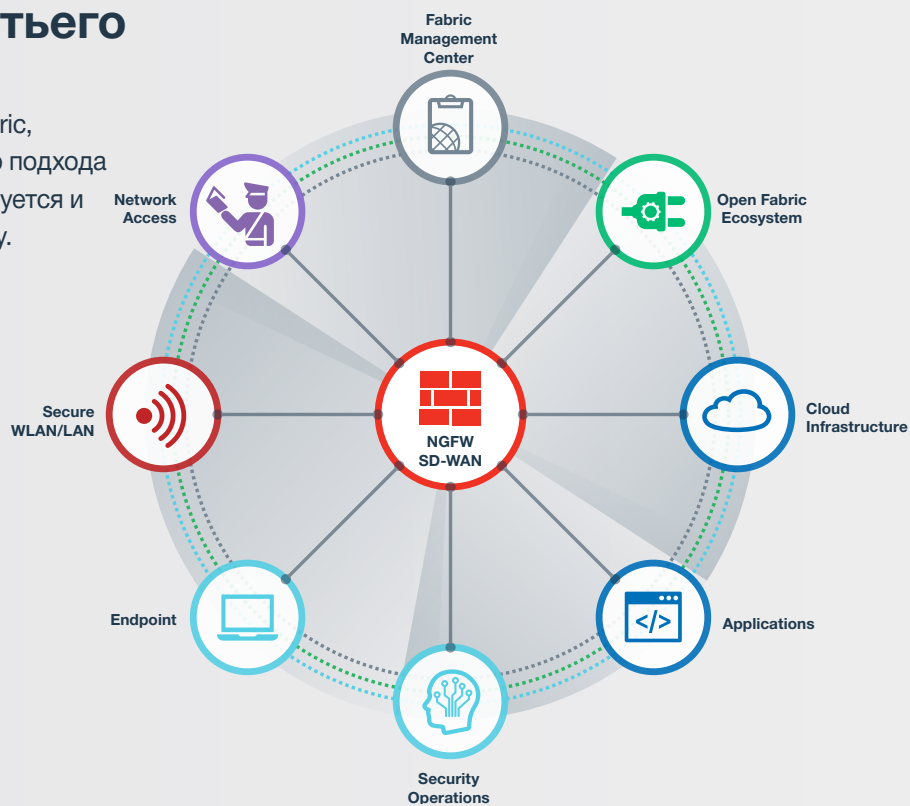 тьего
ric,
подхода
уется и
у.
Fabric
Management
Center
Network
Access
Open Fabric
Ecosystem
Secure
WLAN/LAN
NGFW
SD-WAN
Cloud
Infrastructure
Endpoint
</>
Applications
Security
Operations